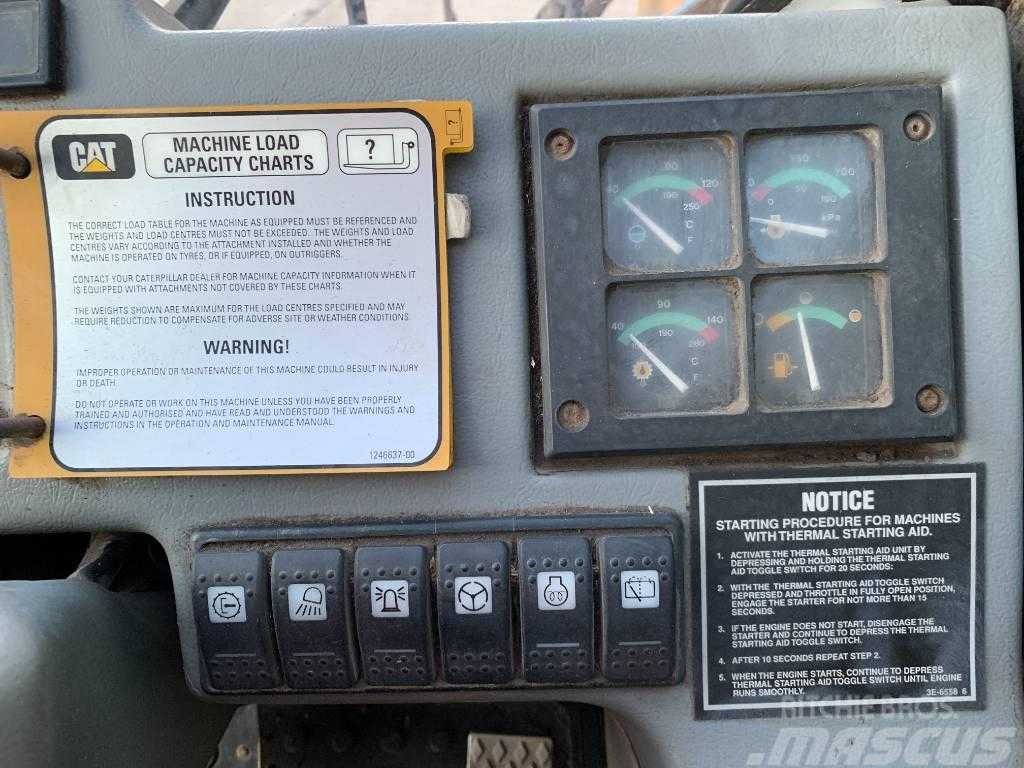 CAT
MACHINE LOAD
CAPACITY CHARTS
?
?
INSTRUCTION
THE CORRECT LOAD TABLE FOR THE MACHINE AS EQUIPPED MUST BE REFERENCED AND
THE WEIGHTS AND LOAD CENTRES MUST NOT BE EXCEEDED. THE WEIGHTS AND LOAD
CENTRES VARY ACCORDING TO THE ATTACHMENT INSTALLED AND WHETHER THE
MACHINE IS OPERATED ON TYRES, OR IF EQUIPPED, ON OUTRIGGERS.
CONTACT YOUR CATERPILLAR DEALER FOR MACHINE CAPACITY INFORMATION WHEN IT
IS EQUIPPED WITH ATTACHMENTS NOT COVERED BY THESE CHARTS.
THE WEIGHTS SHOWN ARE MAXIMUM FOR THE LOAD CENTRES SPECIFIED AND MAY
REQUIRE REDUCTION TO COMPENSATE FOR ADVERSE SITE OR WEATHER CONDITIONS.
WARNING!
IMPROPER OPERATION OR MAINTENANCE OF THIS MACHINE COULD RESULT IN INJURY
OR DEATH.
DO NOT OPERATE OR WORK ON THIS MACHINE UNLESS YOU HAVE BEEN PROPERLY
TRAINED AND AUTHORISED AND HAVE READ AND UNDERSTOOD THE WARNINGS AND
INSTRUCTIONS IN THE OPERATION AND MAINTENANCE MANUAL.
1246637-00
40 90 120
190 250
C
F
0
kPa
40 90 140
190 280
C
F
NOTICE
STARTING PROCEDURE FOR MACHINES
WITH THERMAL STARTING AID.
1. ACTIVATE THE THERMAL STARTING AID UNIT BY
DEPRESSING AND HOLDING THE THERMAL STARTING
AID TOGGLE SWITCH FOR 20 SECONDS:
2. WITH THE THERMAL STARTING AID TOGGLE SWITCH
DEPRESSED AND THROTTLE IN FULLY OPEN POSITION,
ENGAGE THE STARTER FOR NOT MORE THAN 15
SECONDS.
3. IF THE ENGINE DOES NOT START, DISENGAGE THE
STARTER AND CONTINUE TO DEPRESS THE THERMAL
STARTING AID TOGGLE SWITCH.
4. AFTER 10 SECONDS REPEAT STEP 2.
5. WHEN THE ENGINE STARTS, CONTINUE TO DEPRESS
THERMAL STARTING AID TOGGLE SWITCH UNTIL ENGINE
RUNS SMOOTHLY.
3E-6558 6
RITCHIE BROS.
mascus